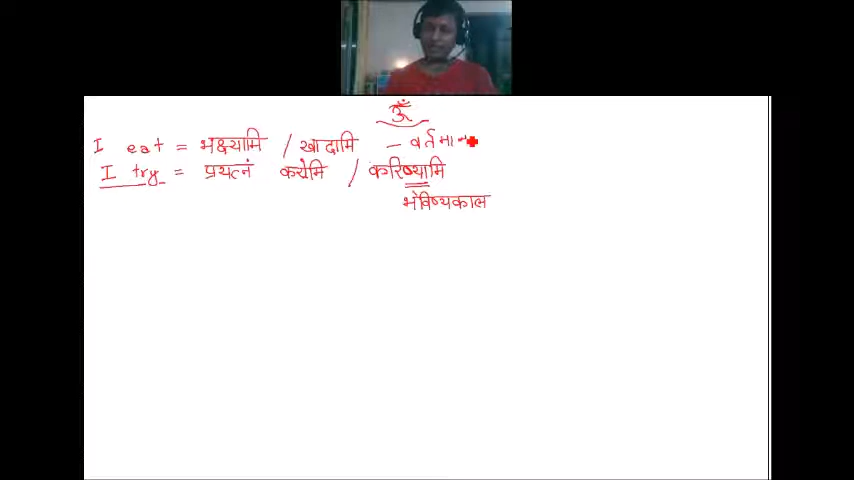 ॐ
I eat = भक्ष्यामि / खादामि – वर्तमान
I try = प्रयत्नं करोमि / करिष्यामि
भविष्यकाल